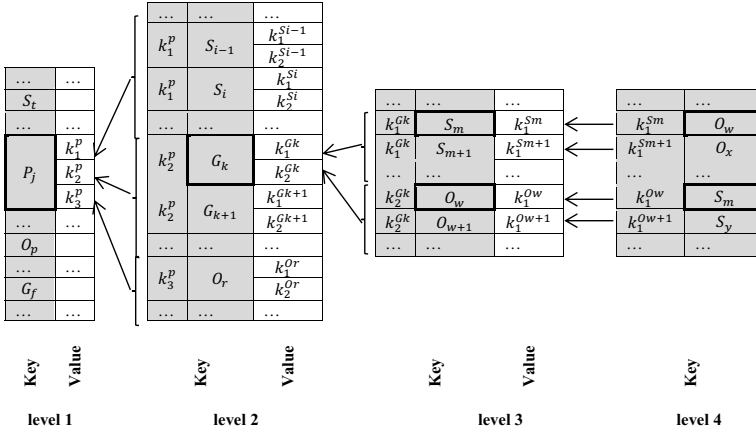 ... ...
S_t
... ...
P_j k_1^p
k_2^p
k_3^p
... ...
O_p
... ...
G_f
... ...
Key Value
level 1
... ... ...
k_1^p S_{i-1} k_1^{Si-1}
k_2^{Si-1}
k_1^p S_i k_1^{Si}
k_2^{Si}
... ... ...
k_2^p G_k k_1^{Gk}
k_2^{Gk}
k_2^p G_{k+1} k_1^{Gk+1}
k_2^{Gk+1}
... ... ...
k_3^p O_r k_1^{Or}
k_2^{Or}
... ... ...
Key Value
level 2
... ... ...
k_1^{Gk} S_m k_1^{Sm}
k_1^{Gk} S_{m+1} k_1^{Sm+1}
... ...
k_2^{Gk} O_w k_1^{Ow}
k_2^{Gk} O_{w+1} k_1^{Ow+1}
... ... ...
Key Value
level 3
... ...
k_1^{Sm} O_w
k_1^{Sm+1} O_x
... ...
k_1^{Ow} S_m
k_1^{Ow+1} S_y
... ...
Key
level 4